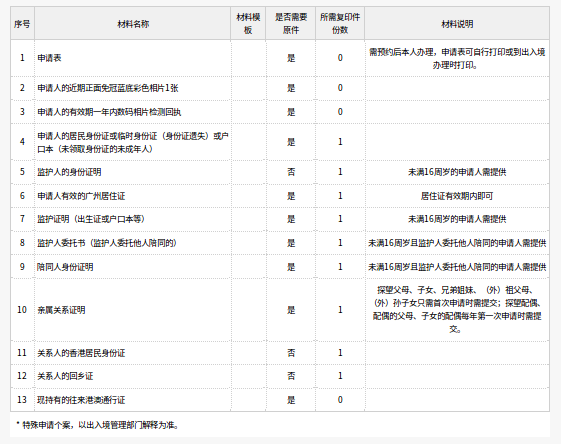 序号 材料名称 材料模板 是否需要原件 所需复印件份数 材料说明
1 申请表 是 0 需预约后本人办理，申请表可自行打印或到出入境办理时打印。
2 申请人的近期正面免冠蓝底彩色相片1张 是 0
3 申请人的有效期一年内数码相片检测回执 是 0
4 申请人的居民身份证或临时身份证（身份证遗失）或户口本（未领取身份证的未成年人） 是 1
5 监护人的身份证明 否 1 未满16周岁的申请人需提供
6 申请人有效的广州居住证 是 1 居住证有效期内即可
7 监护证明（出生证或户口本等） 是 1 未满16周岁的申请人需提供
8 监护人委托书（监护人委托他人陪同的） 是 1 未满16周岁且监护人委托他人陪同的申请人需提供
9 陪同人身份证明 是 1 未满16周岁且监护人委托他人陪同的申请人需提供
10 亲属关系证明 是 1 探望父母、子女、兄弟姐妹、（外）祖父母、（外）孙子女只需首次申请时需提交；探望配偶、配偶的父母、子女的配偶每年第一次申请时需提交。
11 关系人的香港居民身份证 否 1
12 关系人的回乡证 否 1
13 现持有的往来港澳通行证 是 0
* 特殊申请个案，以出入境管理部门解释为准。